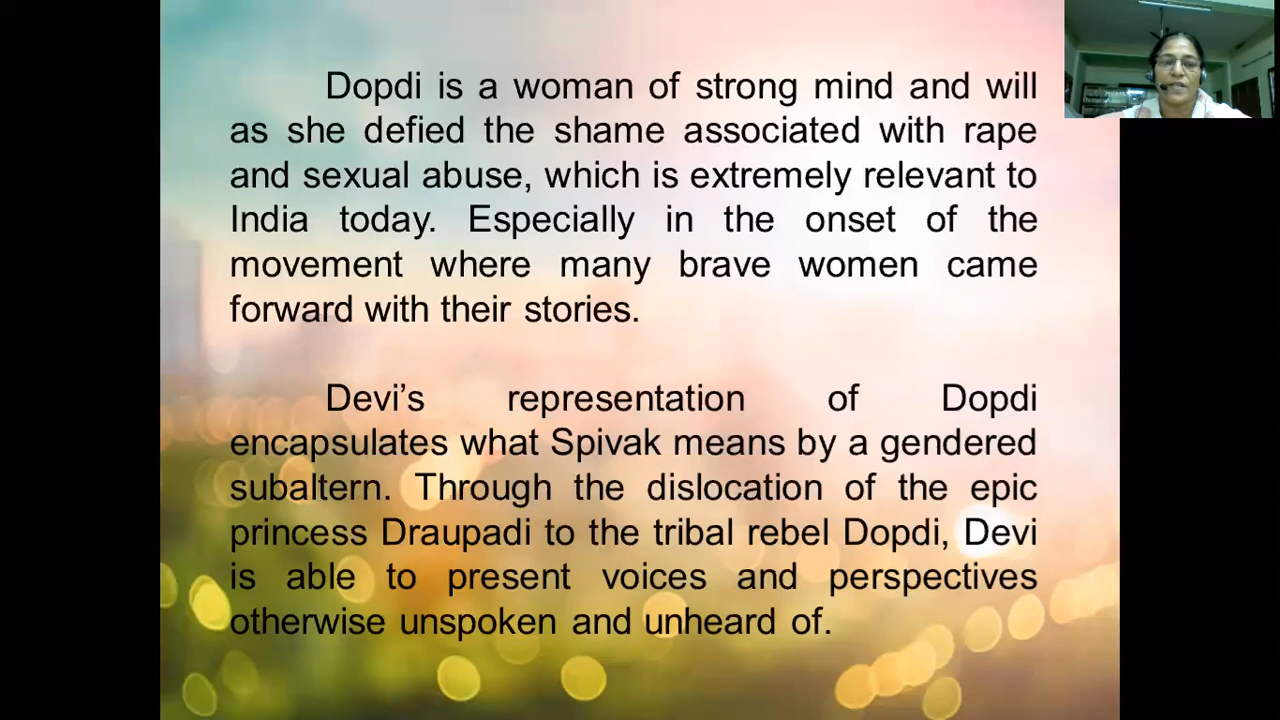 Dopdi is a woman of strong mind and will
as she defied the shame associated with rape
and sexual abuse, which is extremely relevant to
India today. Especially in the onset of the
movement where many brave women came
forward with their stories.
Devi’s representation of Dopdi
encapsulates what Spivak means by a gendered
subaltern. Through the dislocation of the epic
princess Draupadi to the tribal rebel Dopdi, Devi
is able to present voices and perspectives
otherwise unspoken and unheard of.